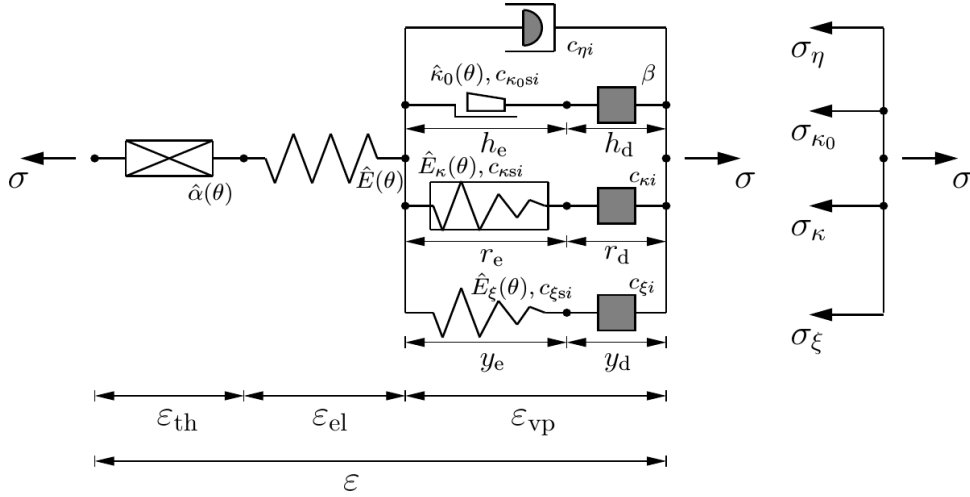 c_{ηi}
σ_η
κ̂₀(θ), c_{κ₀si}
β
σ_{κ₀}
h_e
h_d
σ
α̂(θ)
Ê(θ)
Ê_κ(θ), c_{κsi}
c_{κi}
σ
σ
σ_κ
r_e
r_d
Ê_ξ(θ), c_{ξsi}
c_{ξi}
σ_ξ
y_e
y_d
ε_th
ε_el
ε_vp
ε